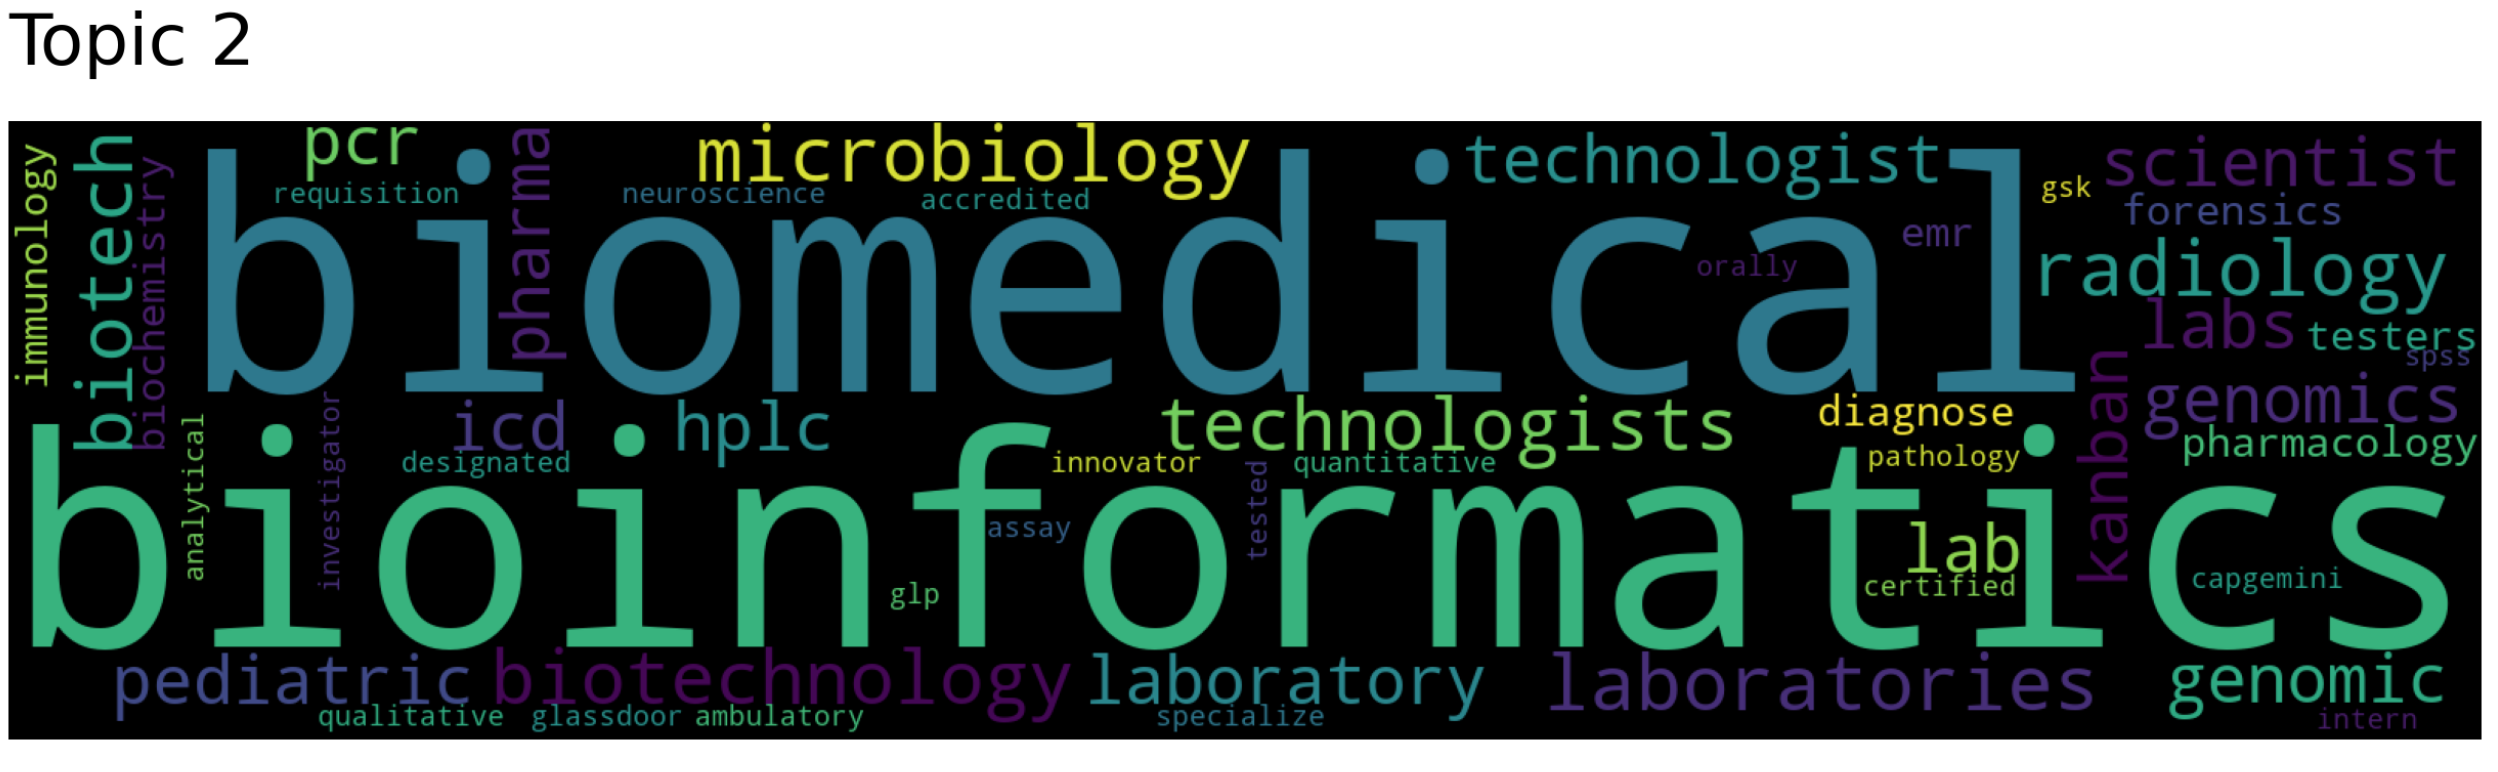 Topic 2
immunology
biotech
biochemistry
pcr
requisition
pharma
neuroscience
microbiology
accredited
technologist
gsk
scientist
forensics
emr
orally
radiology
biomedical
labs
testers
spss
kanban
genomics
icd
hplc
technologists
diagnose
pharmacology
analytical
investigator
designated
innovator
quantitative
pathology
tested
assay
bioinformatics
glp
lab
certified
capgemini
pediatric
biotechnology
laboratory
laboratories
genomic
qualitative
glassdoor
ambulatory
specialize
intern